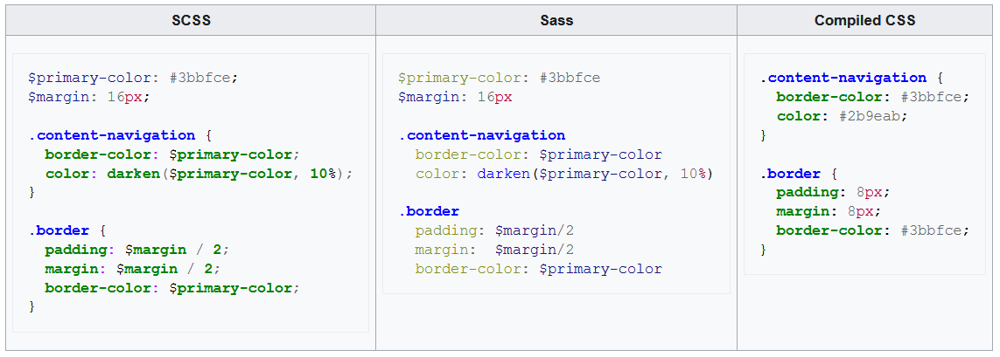 SCSS
$primary-color: #3bbfce;
$margin: 16px;
.content-navigation {
border-color: $primary-color;
color: darken($primary-color, 10%);
}
.border {
padding: $margin / 2;
margin: $margin / 2;
border-color: $primary-color;
}
Sass
$primary-color: #3bbfce
$margin: 16px
.content-navigation
border-color: $primary-color
color: darken($primary-color, 10%)
.border
padding: $margin/2
margin:  $margin/2
border-color: $primary-color
Compiled CSS
.content-navigation {
border-color: #3bbfce;
color: #2b9eab;
}
.border {
padding: 8px;
margin: 8px;
border-color: #3bbfce;
}